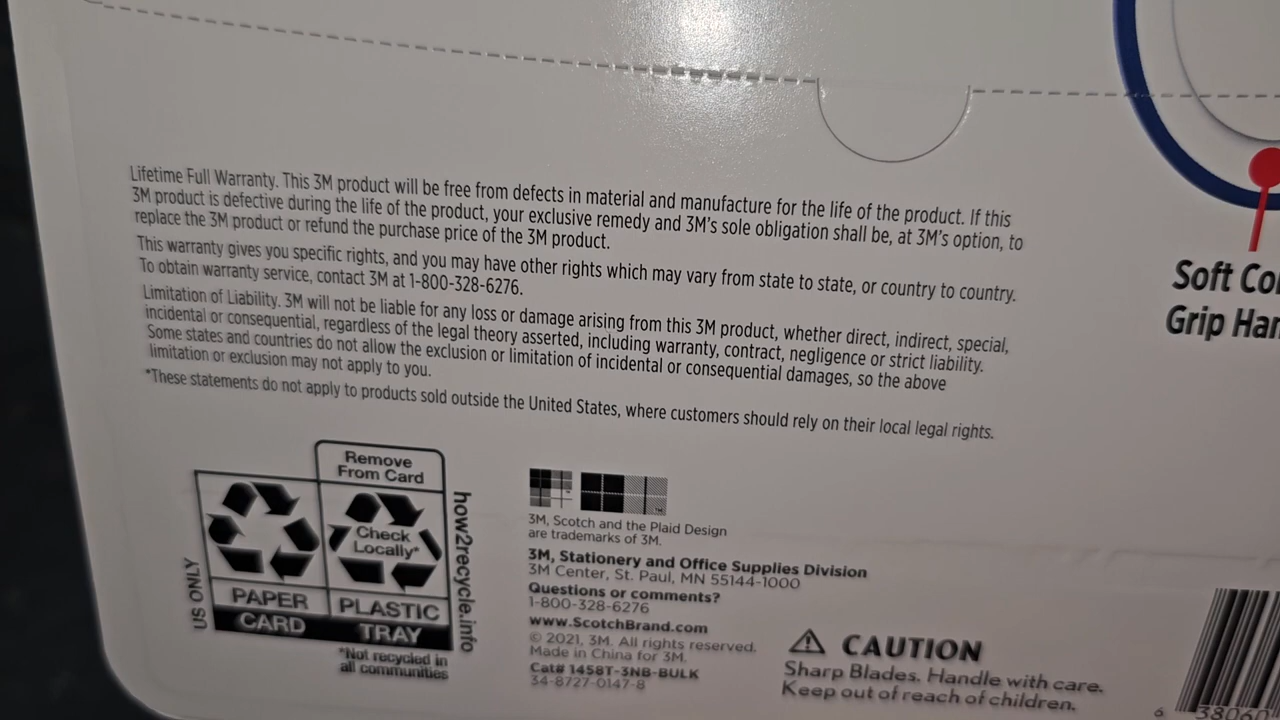 Lifetime Full Warranty. This 3M product will be free from defects in material and manufacture for the life of the product. If this
3M product is defective during the life of the product, your exclusive remedy and 3M's sole obligation shall be, at 3M's option, to
replace the 3M product or refund the purchase price of the 3M product.
This warranty gives you specific rights, and you may have other rights which may vary from state to state, or country to country.
To obtain warranty service, contact 3M at 1-800-328-6276.
Limitation of Liability. 3M will not be liable for any loss or damage arising from this 3M product, whether direct, indirect, special,
incidental or consequential, regardless of the legal theory asserted, including warranty, contract, negligence or strict liability.
Some states and countries do not allow the exclusion or limitation of incidental or consequential damages, so the above
limitation or exclusion may not apply to you.
*These statements do not apply to products sold outside the United States, where customers should rely on their local legal rights.
Soft Co
Grip Han
Remove
From Card
Check
Locally*
PAPER
CARD
PLASTIC
TRAY
US ONLY
how2recycle.info
*Not recycled in
all communities
3M, Scotch and the Plaid Design
are trademarks of 3M.
3M, Stationery and Office Supplies Division
3M Center, St. Paul, MN 55144-1000
Questions or comments?
1-800-328-6276
www.ScotchBrand.com
© 2021, 3M. All rights reserved.
Made in China for 3M.
Cat# 1458T-3NB-BULK
34-8727-0147-8
CAUTION
Sharp Blades. Handle with care.
Keep out of reach of children.
6 38060